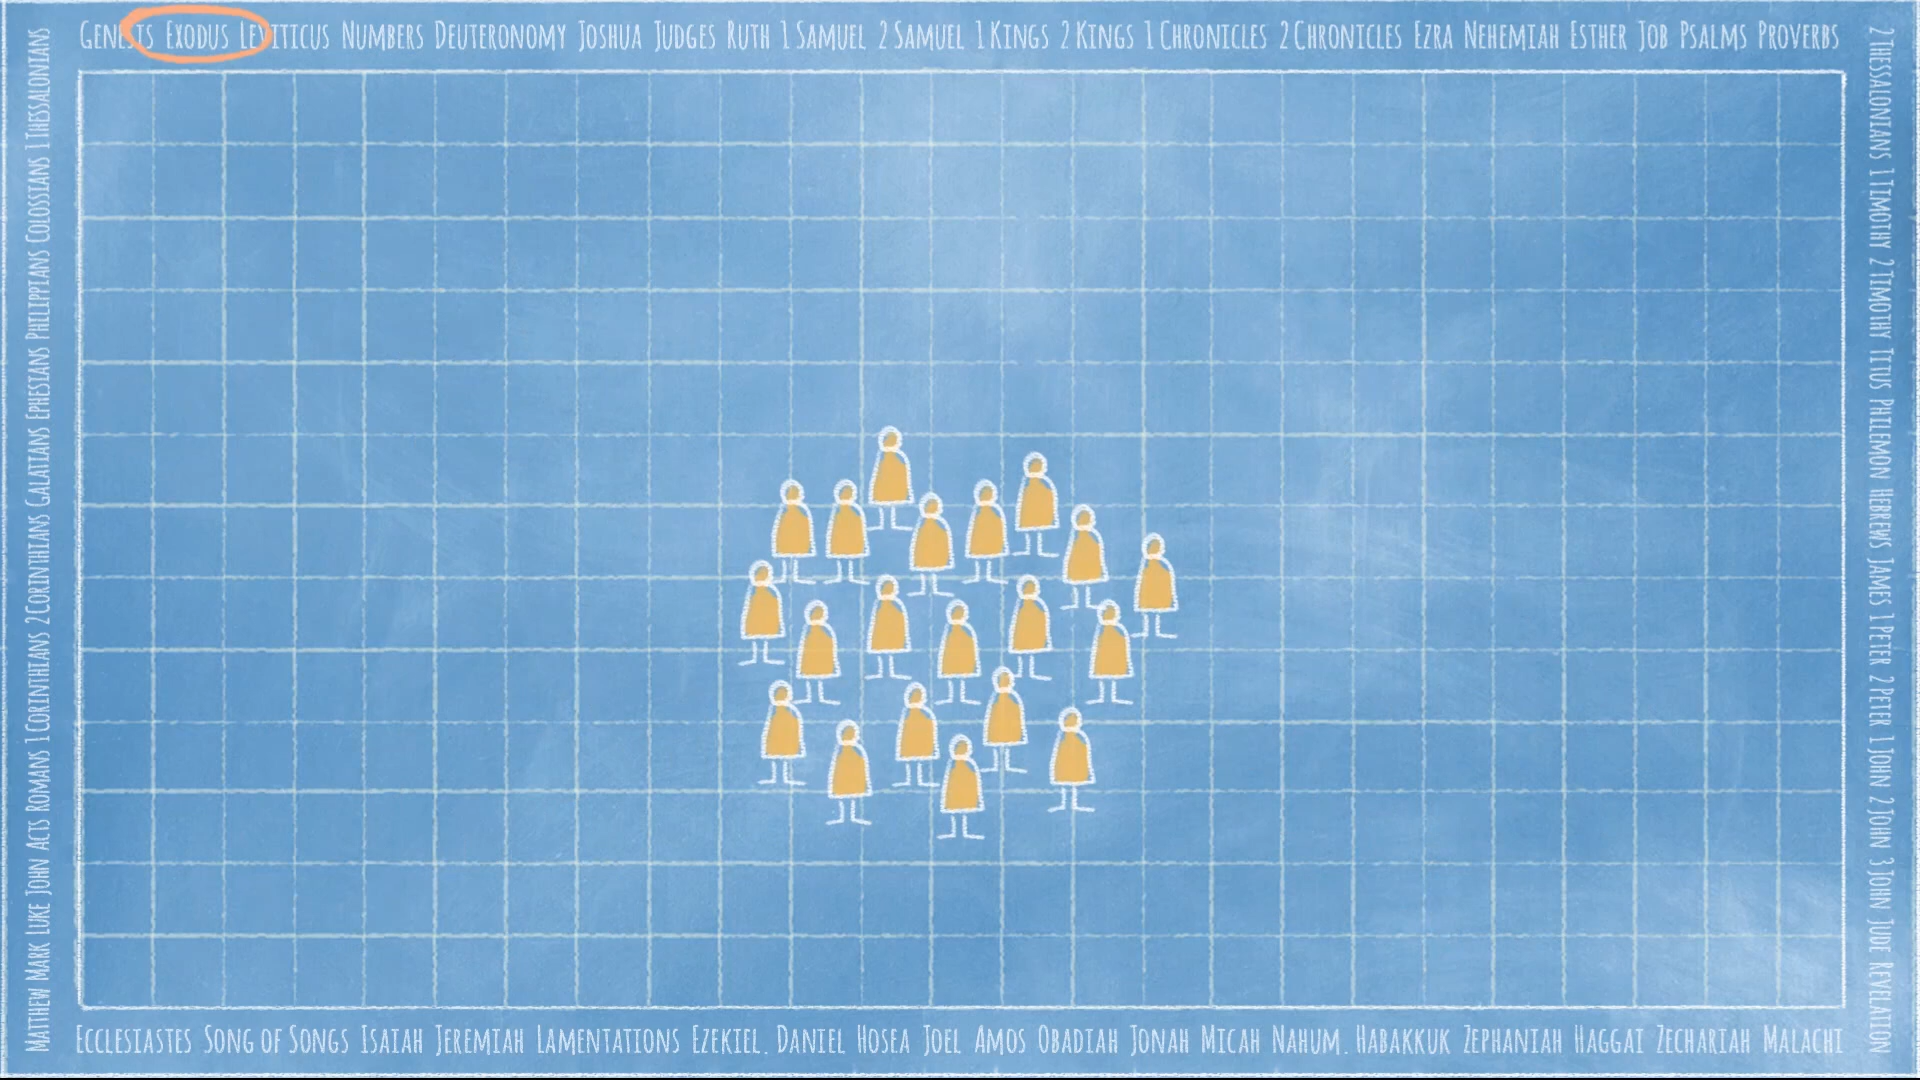 Genesis Exodus Leviticus Numbers Deuteronomy Joshua Judges Ruth 1 Samuel 2 Samuel 1 Kings 2 Kings 1 Chronicles 2 Chronicles Ezra Nehemiah Esther Job Psalms Proverbs
Matthew Mark Luke John Acts Romans 1 Corinthians 2 Corinthians Galatians Ephesians Philippians Colossians 1 Thessalonians
2 Thessalonians 1 Timothy 2 Timothy Titus Philemon Hebrews James 1 Peter 2 Peter 1 John 2 John 3 John Jude Revelation
Ecclesiastes Song of Songs Isaiah Jeremiah Lamentations Ezekiel. Daniel Hosea Joel Amos Obadiah Jonah Micah Nahum. Habakkuk Zephaniah Haggai Zechariah Malachi